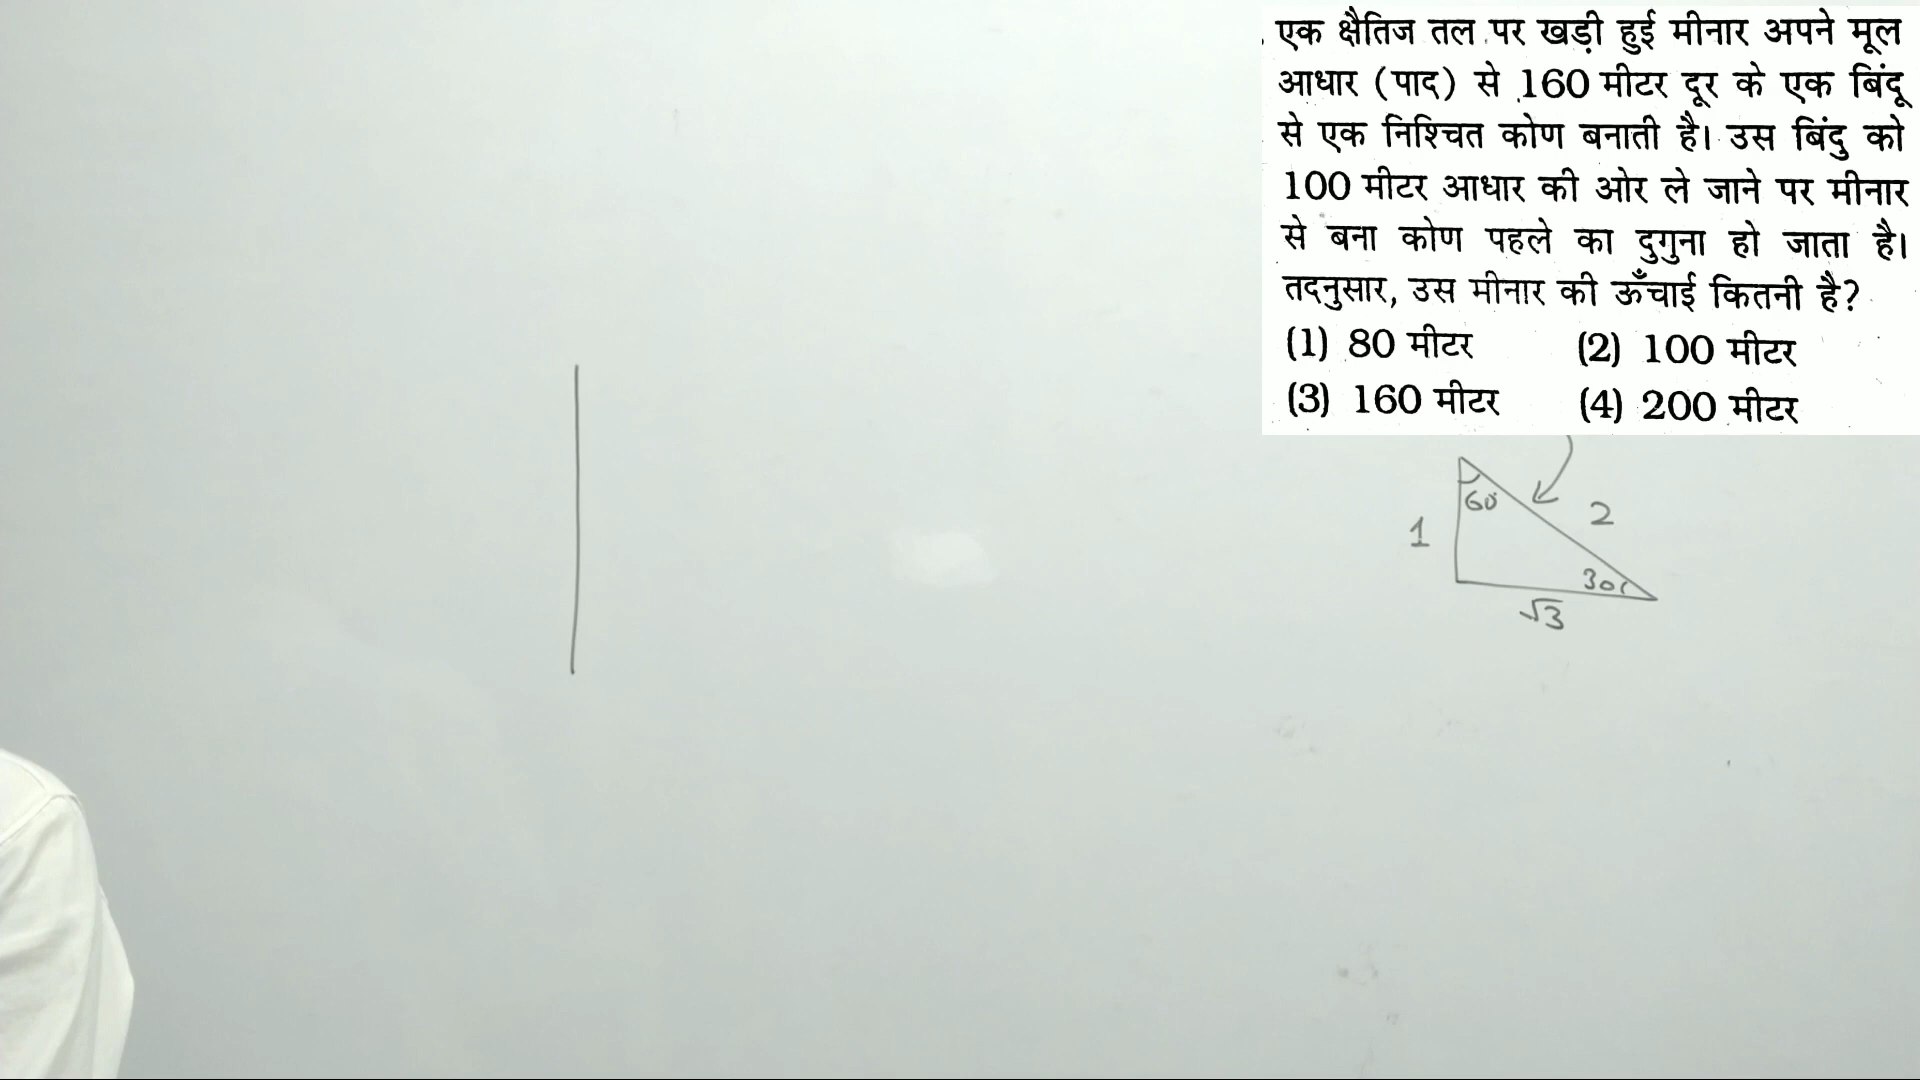 एक क्षैतिज तल पर खड़ी हुई मीनार अपने मूल
आधार (पाद) से 160 मीटर दूर के एक बिंदू
से एक निश्चित कोण बनाती है। उस बिंदु को
100 मीटर आधार की ओर ले जाने पर मीनार
से बना कोण पहले का दुगुना हो जाता है।
तदनुसार, उस मीनार की ऊँचाई कितनी है?
(1) 80 मीटर (2) 100 मीटर
(3) 160 मीटर (4) 200 मीटर
60°
1 2
30
√3